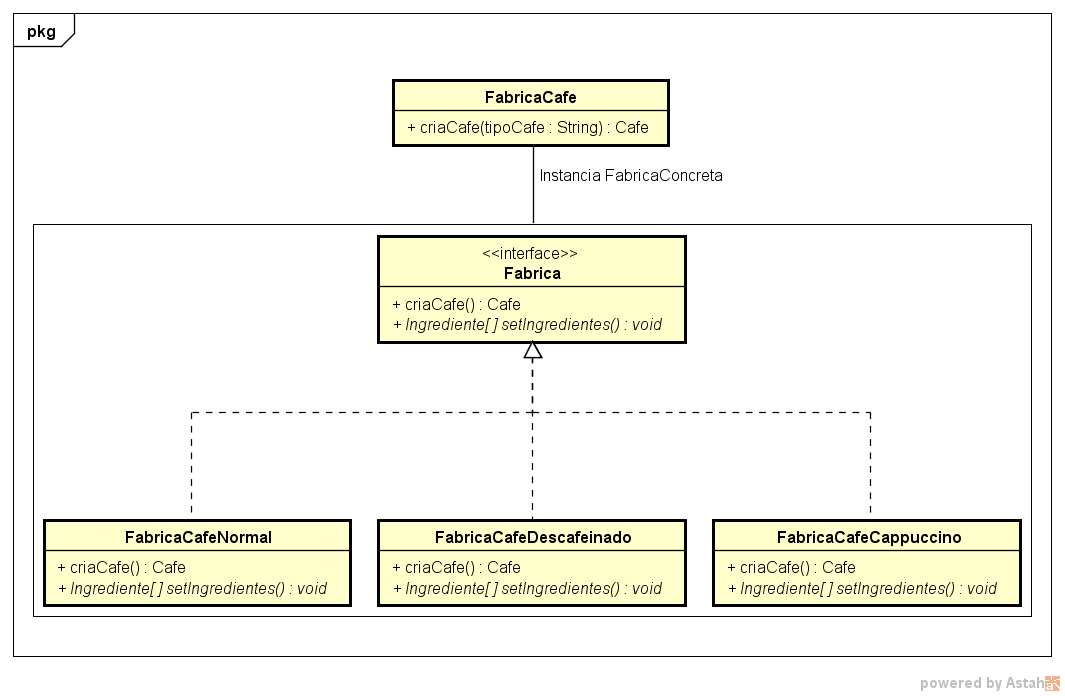 pkg
FabricaCafe
+ criaCafe(tipoCafe : String) : Cafe
Instancia FabricaConcreta
<<interface>>
Fabrica
+ criaCafe() : Cafe
+ Ingrediente[] setIngredientes() : void
FabricaCafeNormal
+ criaCafe() : Cafe
+ Ingrediente[] setIngredientes() : void
FabricaCafeDescafeinado
+ criaCafe() : Cafe
+ Ingrediente[] setIngredientes() : void
FabricaCafeCappuccino
+ criaCafe() : Cafe
+ Ingrediente[] setIngredientes() : void
powered by Astah